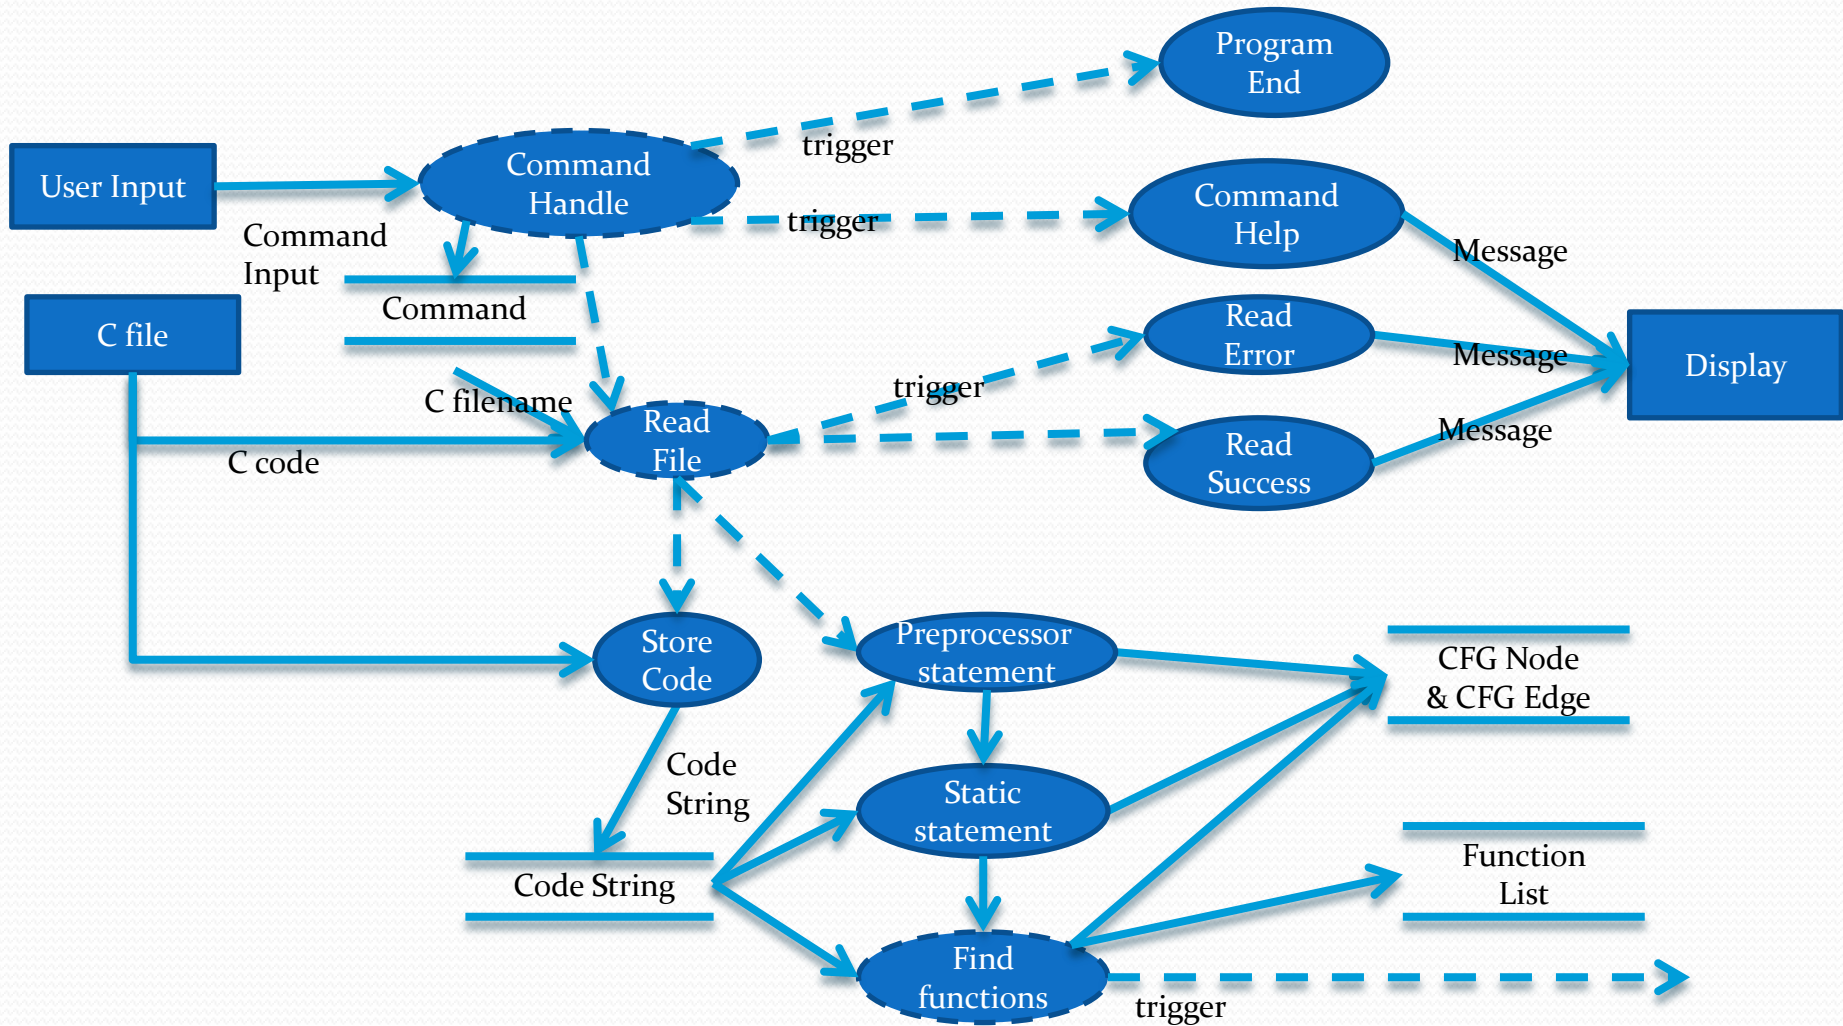 Program
End
trigger
User Input
Command
Handle
Command
Help
trigger
Command
Input
Message
Command
C file
Read
Error
Message
Display
trigger
C filename
Read
File
C code
Read
Success
Message
Store
Code
Preprocessor
statement
CFG Node
& CFG Edge
Code
String
Static
statement
Code String
Function
List
Find
functions
trigger